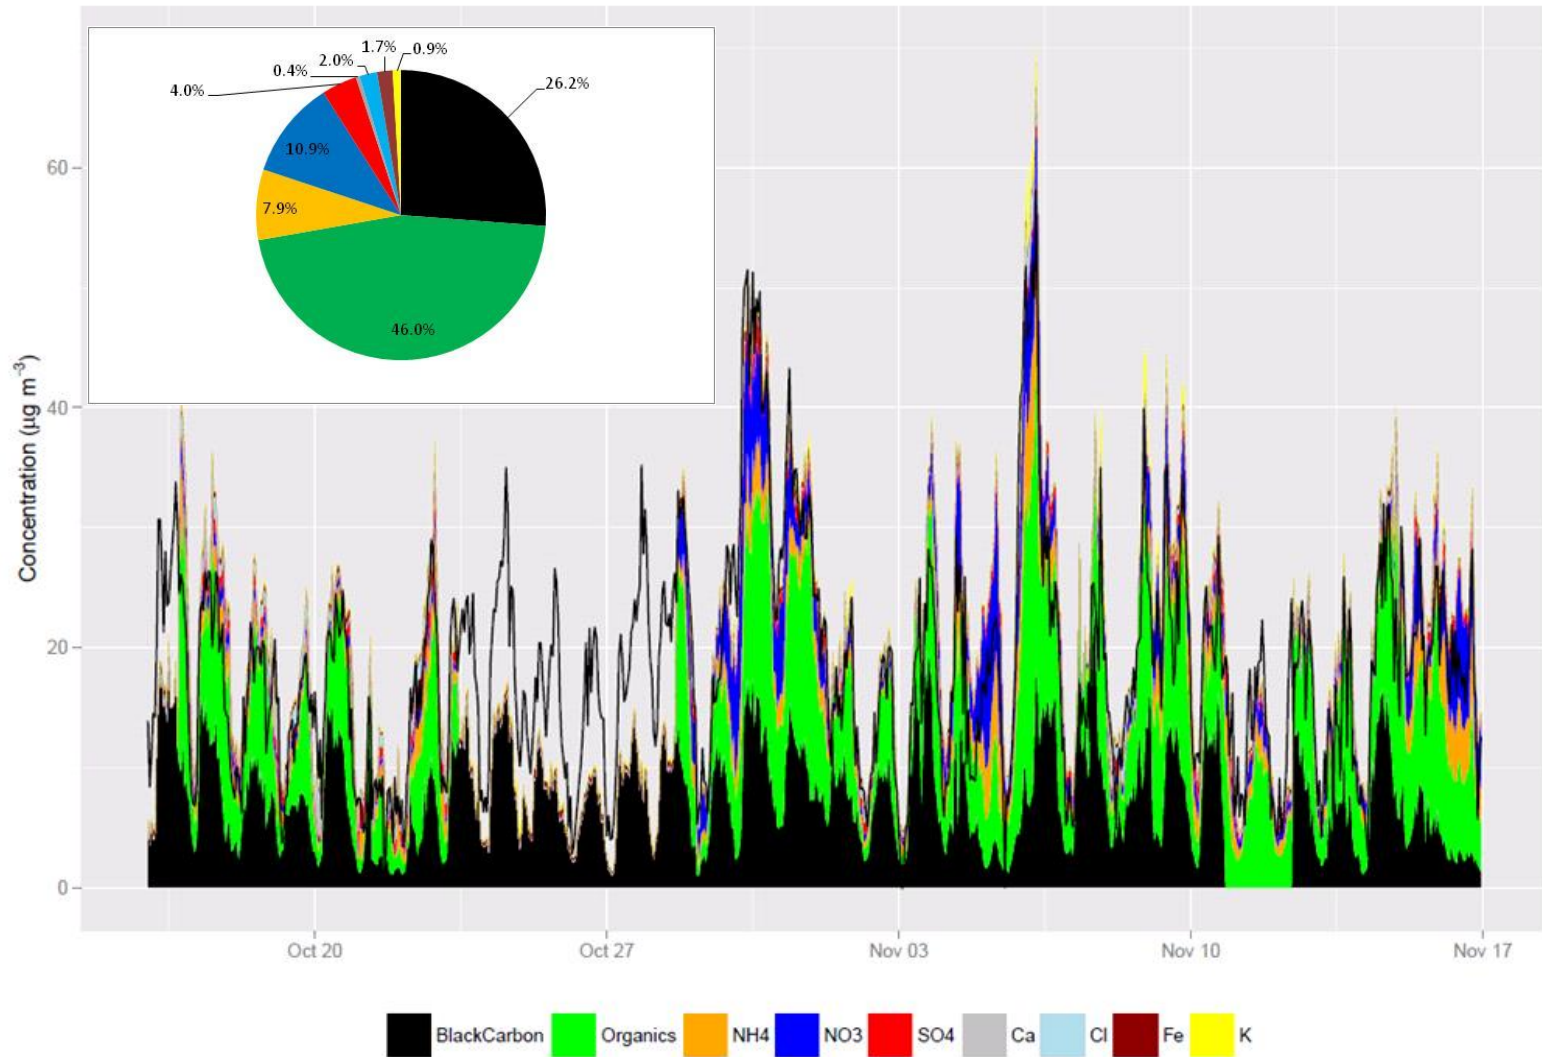 1.7%
0.9%
2.0%
0.4%
4.0%
26.2%
10.9%
7.9%
46.0%
Concentration (µg m⁻³)
60
40
20
0
Oct 20
Oct 27
Nov 03
Nov 10
Nov 17
BlackCarbon
Organics
NH4
NO3
SO4
Ca
Cl
Fe
K